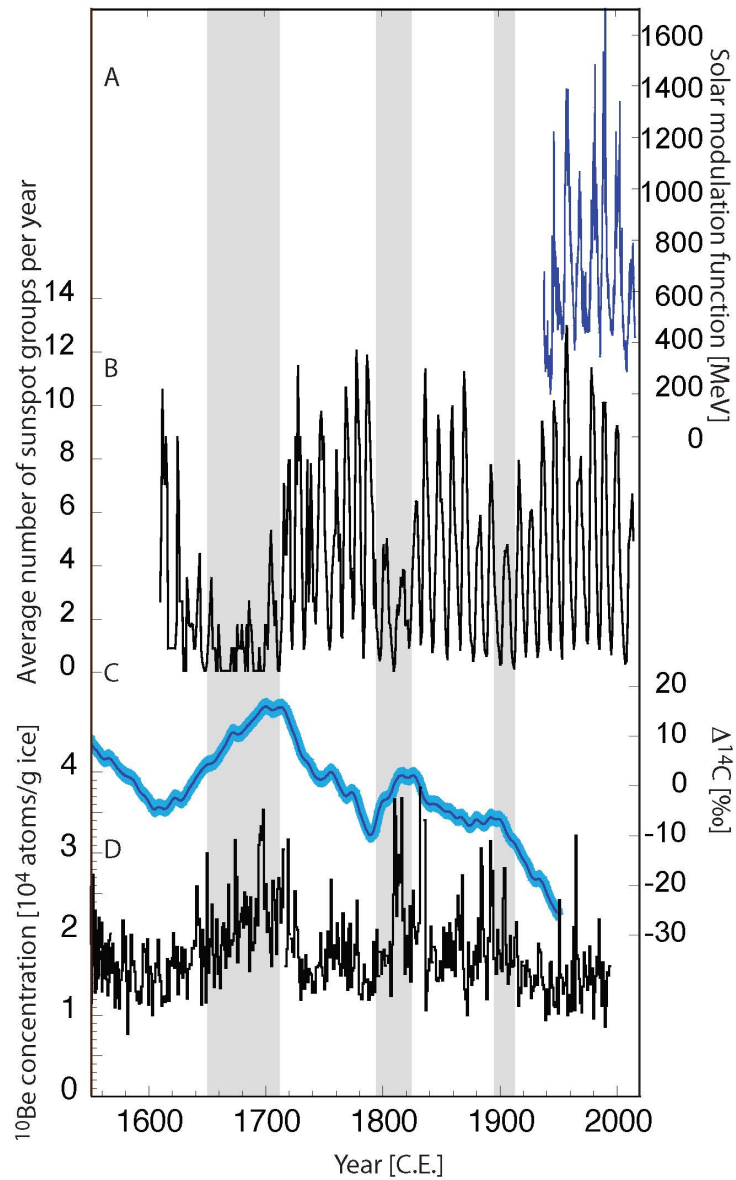 A
1600
1400
1200
1000
800
600
400
200
0
Solar modulation function [MeV]
B
14
12
10
8
6
4
2
0
Average number of sunspot groups per year
C
20
10
0
-10
-20
-30
Δ¹⁴C [‰]
D
4
3
2
1
0
¹⁰Be concentration [10⁴ atoms/g ice]
1600 1700 1800 1900 2000
Year [C.E.]